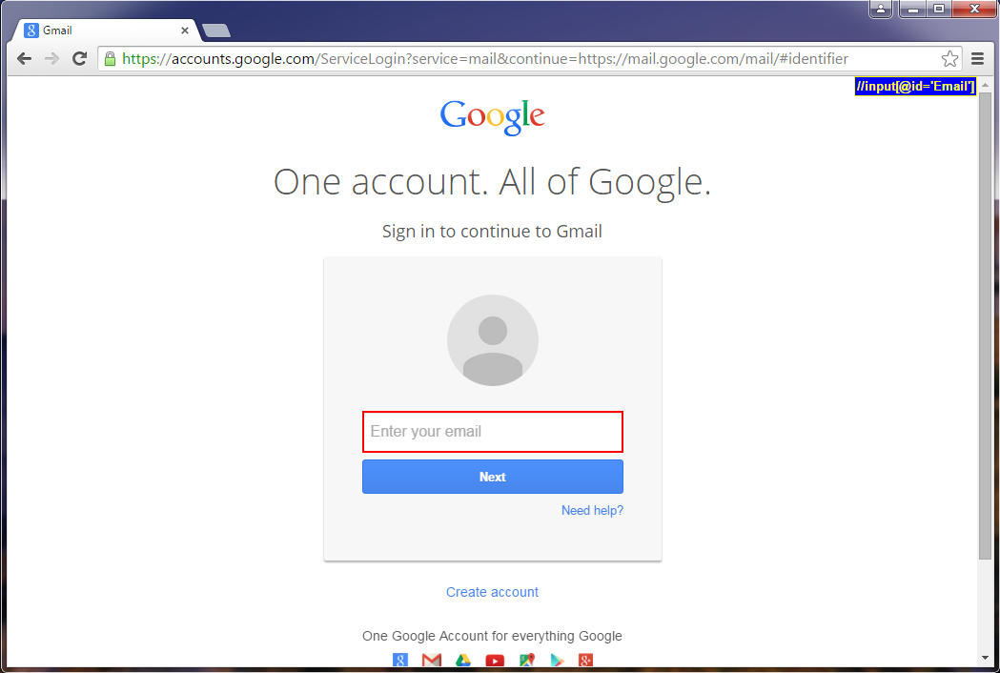 Gmail
https://accounts.google.com/ServiceLogin?service=mail&continue=https://mail.google.com/mail/#identifier
//input[@id='Email']
Google
One account. All of Google.
Sign in to continue to Gmail
Enter your email
Next
Need help?
Create account
One Google Account for everything Google